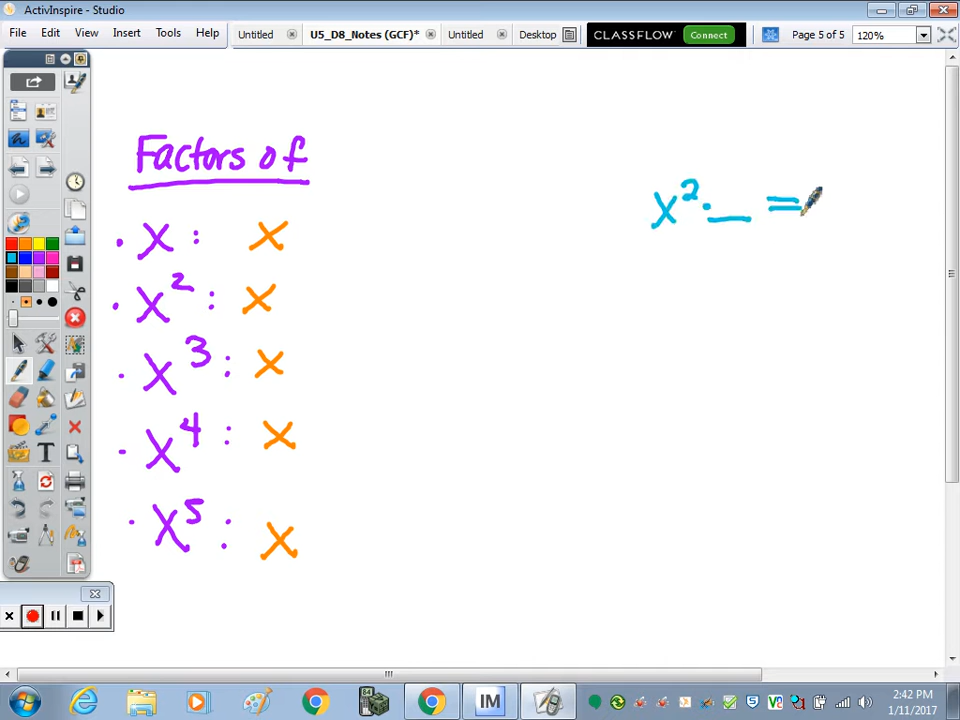 ActivInspire - Studio
File Edit View Insert Tools Help Untitled U5_D8_Notes (GCF)* Untitled Desktop CLASSFLOW Connect Page 5 of 5 120%
Factors of
x² · __ =
• x : x
• x² : x
• x³ : x
• x⁴ : x
• x⁵ : x
IM
2:42 PM
1/11/2017